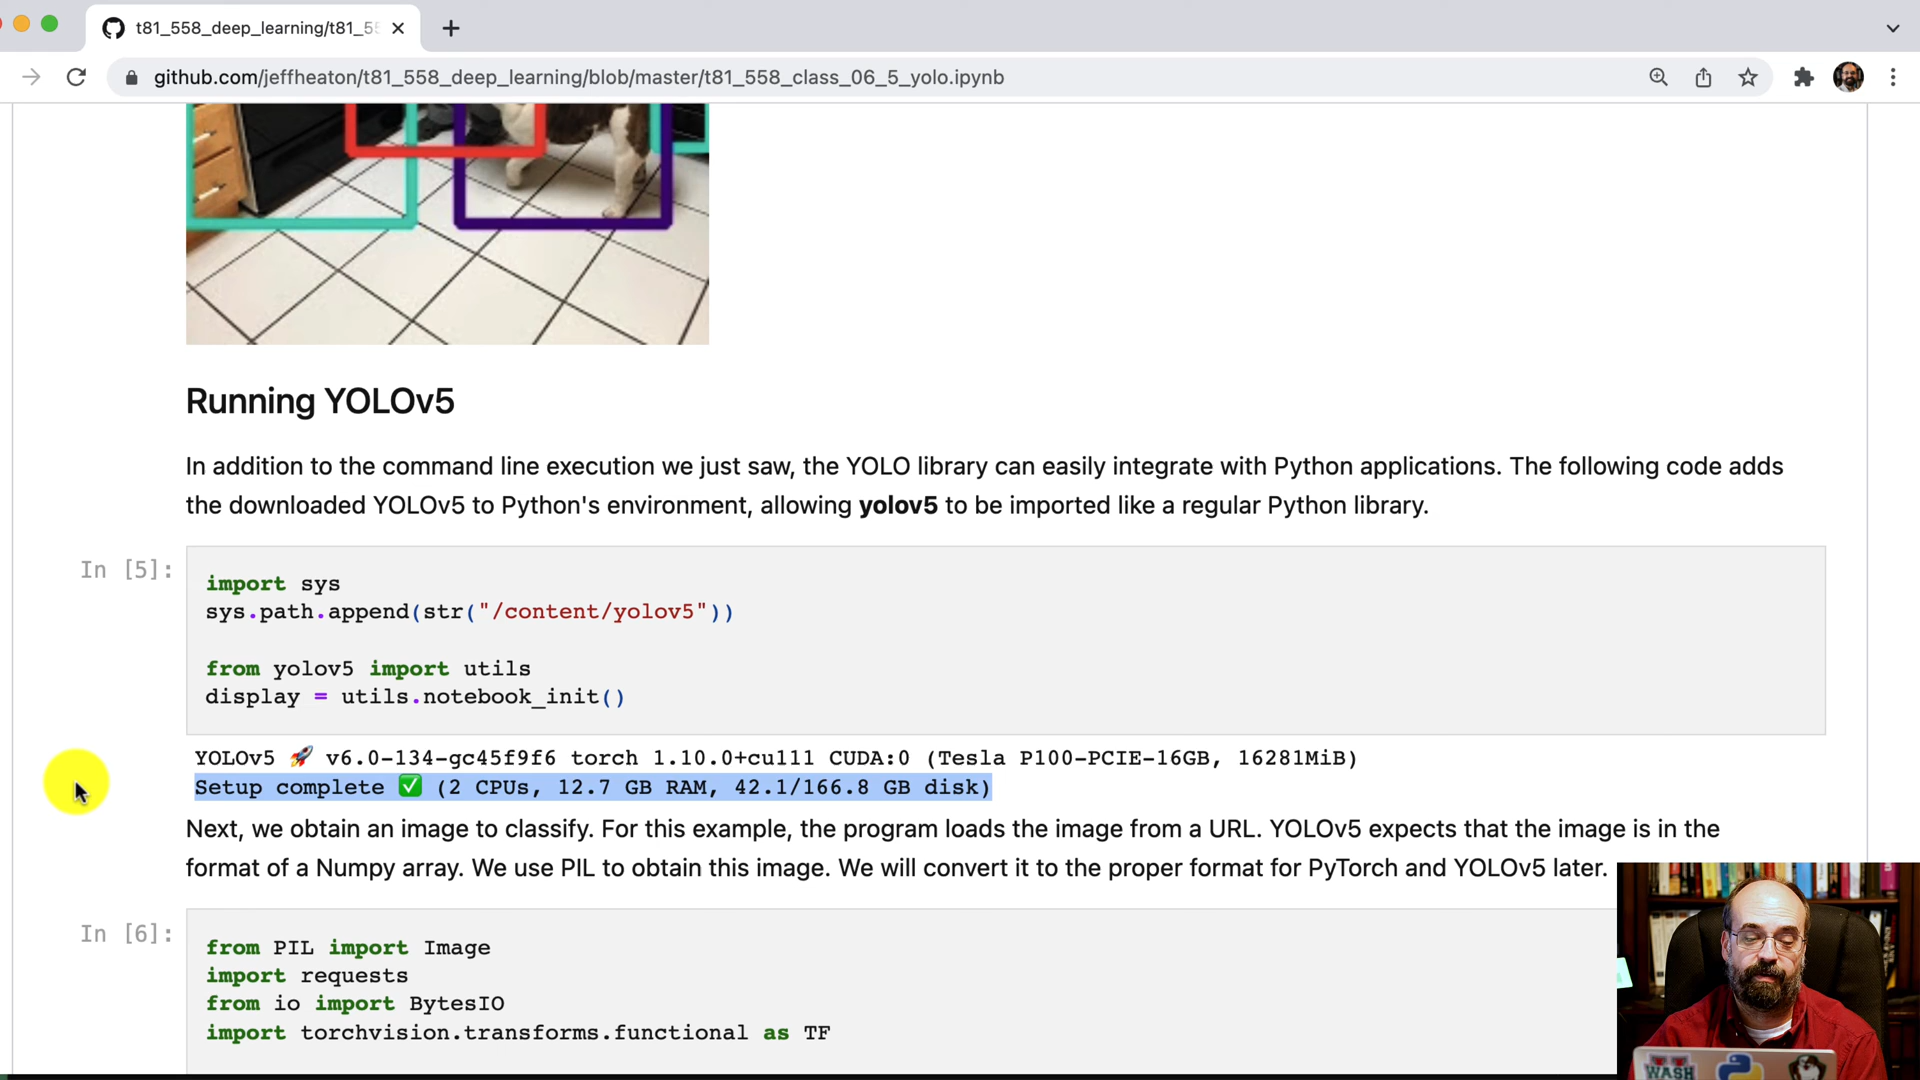 t81_558_deep_learning/t81_55
github.com/jeffheaton/t81_558_deep_learning/blob/master/t81_558_class_06_5_yolo.ipynb
Running YOLOv5
In addition to the command line execution we just saw, the YOLO library can easily integrate with Python applications. The following code adds
the downloaded YOLOv5 to Python's environment, allowing yolov5 to be imported like a regular Python library.
In [5]:
import sys
sys.path.append(str("/content/yolov5"))
from yolov5 import utils
display = utils.notebook_init()
YOLOv5 🚀 v6.0-134-gc45f9f6 torch 1.10.0+cu111 CUDA:0 (Tesla P100-PCIE-16GB, 16281MiB)
Setup complete ✅ (2 CPUs, 12.7 GB RAM, 42.1/166.8 GB disk)
Next, we obtain an image to classify. For this example, the program loads the image from a URL. YOLOv5 expects that the image is in the
format of a Numpy array. We use PIL to obtain this image. We will convert it to the proper format for PyTorch and YOLOv5 later.
In [6]:
from PIL import Image
import requests
from io import BytesIO
import torchvision.transforms.functional as TF
WASH